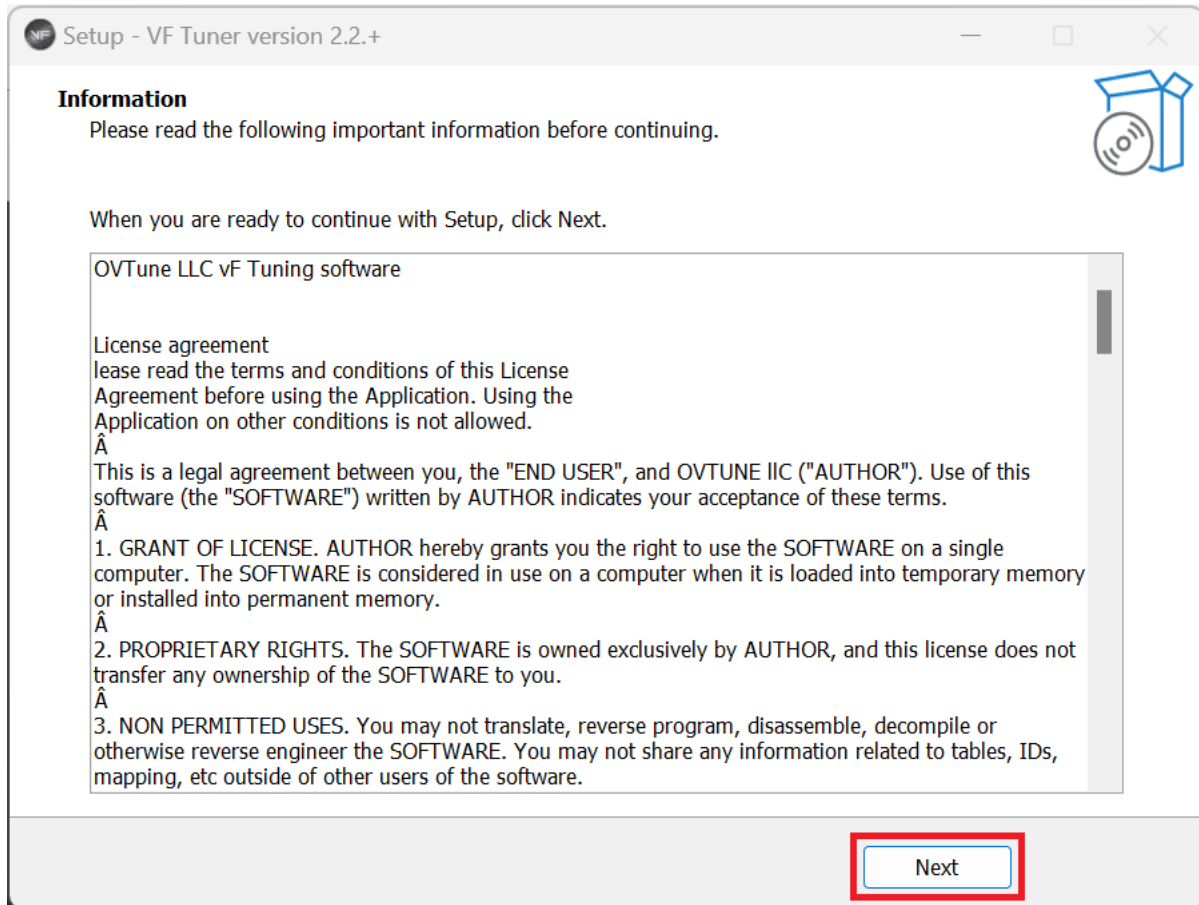 VF Setup - VF Tuner version 2.2.+
Information
Please read the following important information before continuing.
When you are ready to continue with Setup, click Next.
OVTune LLC vF Tuning software
License agreement
lease read the terms and conditions of this License
Agreement before using the Application. Using the
Application on other conditions is not allowed.
Â
This is a legal agreement between you, the "END USER", and OVTUNE llC ("AUTHOR"). Use of this
software (the "SOFTWARE") written by AUTHOR indicates your acceptance of these terms.
Â
1. GRANT OF LICENSE. AUTHOR hereby grants you the right to use the SOFTWARE on a single
computer. The SOFTWARE is considered in use on a computer when it is loaded into temporary memory
or installed into permanent memory.
Â
2. PROPRIETARY RIGHTS. The SOFTWARE is owned exclusively by AUTHOR, and this license does not
transfer any ownership of the SOFTWARE to you.
Â
3. NON PERMITTED USES. You may not translate, reverse program, disassemble, decompile or
otherwise reverse engineer the SOFTWARE. You may not share any information related to tables, IDs,
mapping, etc outside of other users of the software.
Next